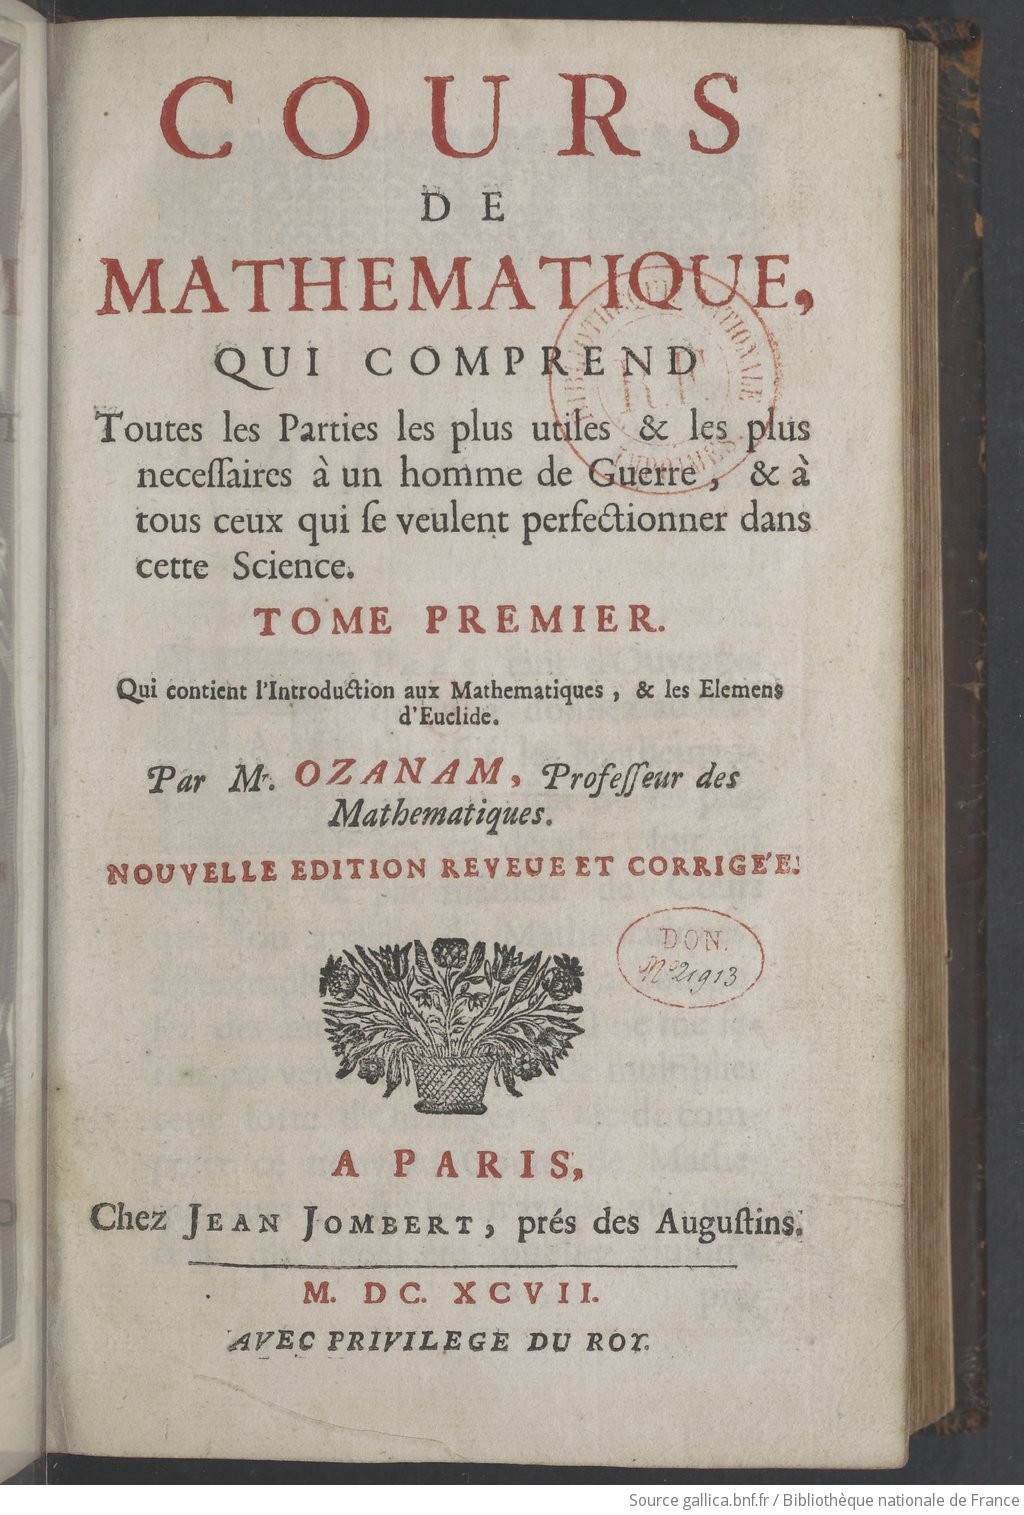 COURS
DE
MATHEMATIQUE,
QUI COMPREND
Toutes les Parties les plus utiles & les plus
neceſſaires à un homme de Guerre, & à
tous ceux qui ſe veulent perfectionner dans
cette Science.
TOME PREMIER.
Qui contient l'Introduction aux Mathematiques, & les Elemens
d'Euclide.
Par Mr. OZANAM, Profeſſeur des
Mathematiques.
NOUVELLE EDITION REVEUE ET CORRIGE'E.
A PARIS,
Chez JEAN JOMBERT, prés des Auguſtins.
M. DC. XCVII.
AVEC PRIVILEGE DU ROY.
BIBLIOTHEQUE NATIONALE
R.F.
IMPRIMES
DON.
No 21913
Source gallica.bnf.fr / Bibliothèque nationale de France